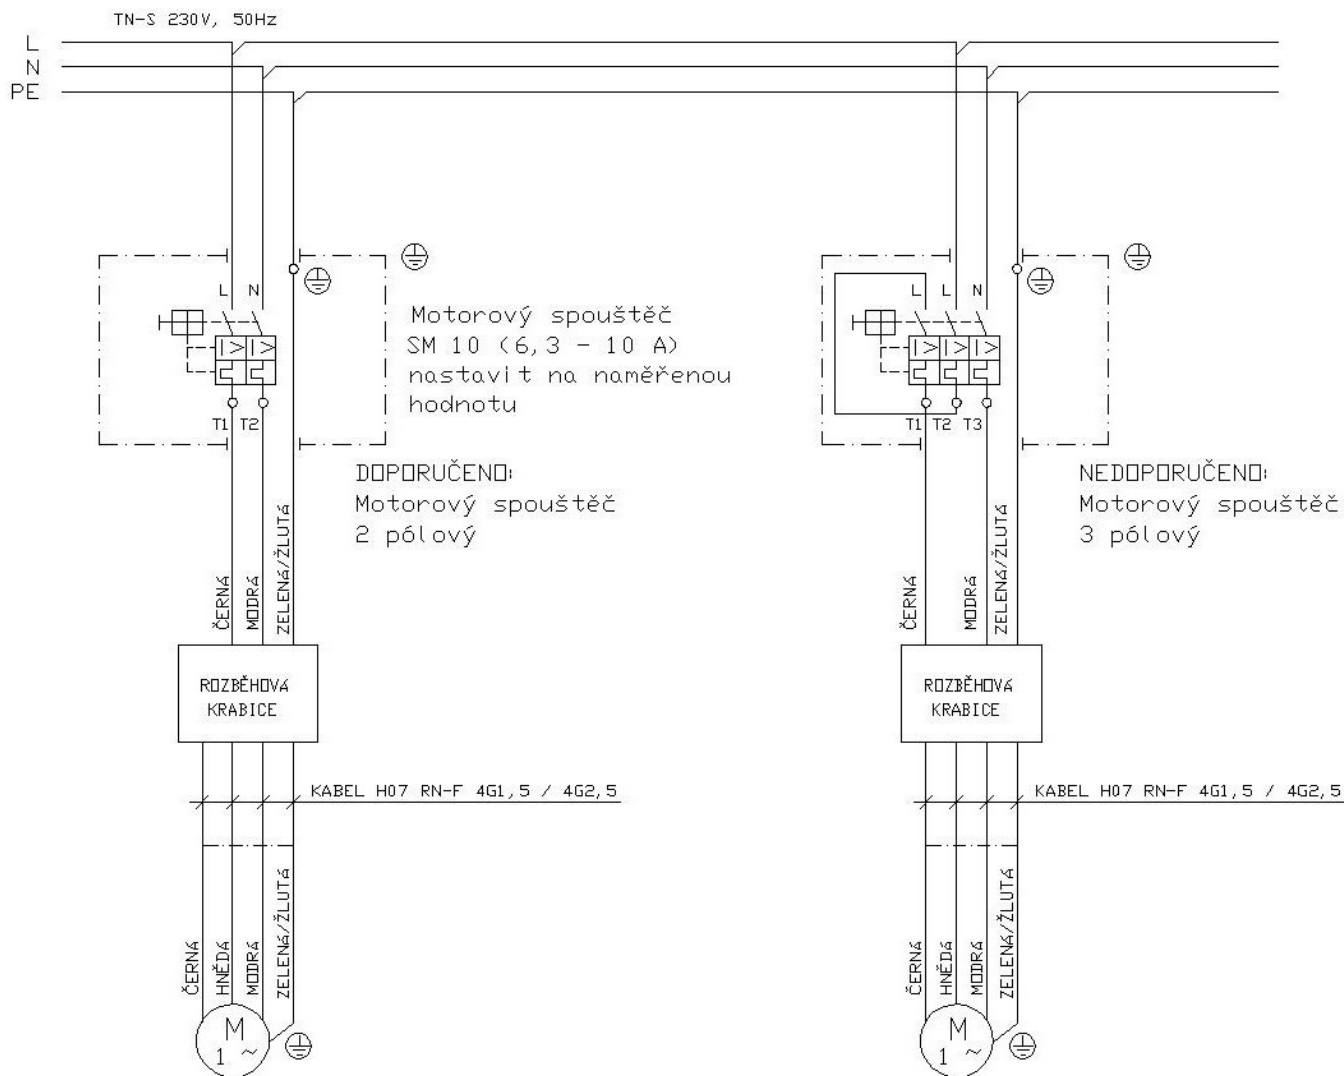 TN-S 230V, 50Hz
L
N
PE
L N
T1 T2
Motorový spouštěč
SM 10 (6,3 - 10 A)
nastavit na naměřenou
hodnotu
DOPORUČENO:
Motorový spouštěč
2 pólový
ČERNÁ
MODRÁ
ZELENÁ/ŽLUTÁ
ROZBĚHOVÁ
KRABICE
KABEL H07 RN-F 4G1,5 / 4G2,5
ČERNÁ
HNĚDÁ
MODRÁ
ZELENÁ/ŽLUTÁ
M
1 ~
L L N
T1 T2 T3
NEDOPORUČENO:
Motorový spouštěč
3 pólový
ČERNÁ
MODRÁ
ZELENÁ/ŽLUTÁ
ROZBĚHOVÁ
KRABICE
KABEL H07 RN-F 4G1,5 / 4G2,5
ČERNÁ
HNĚDÁ
MODRÁ
ZELENÁ/ŽLUTÁ
M
1 ~